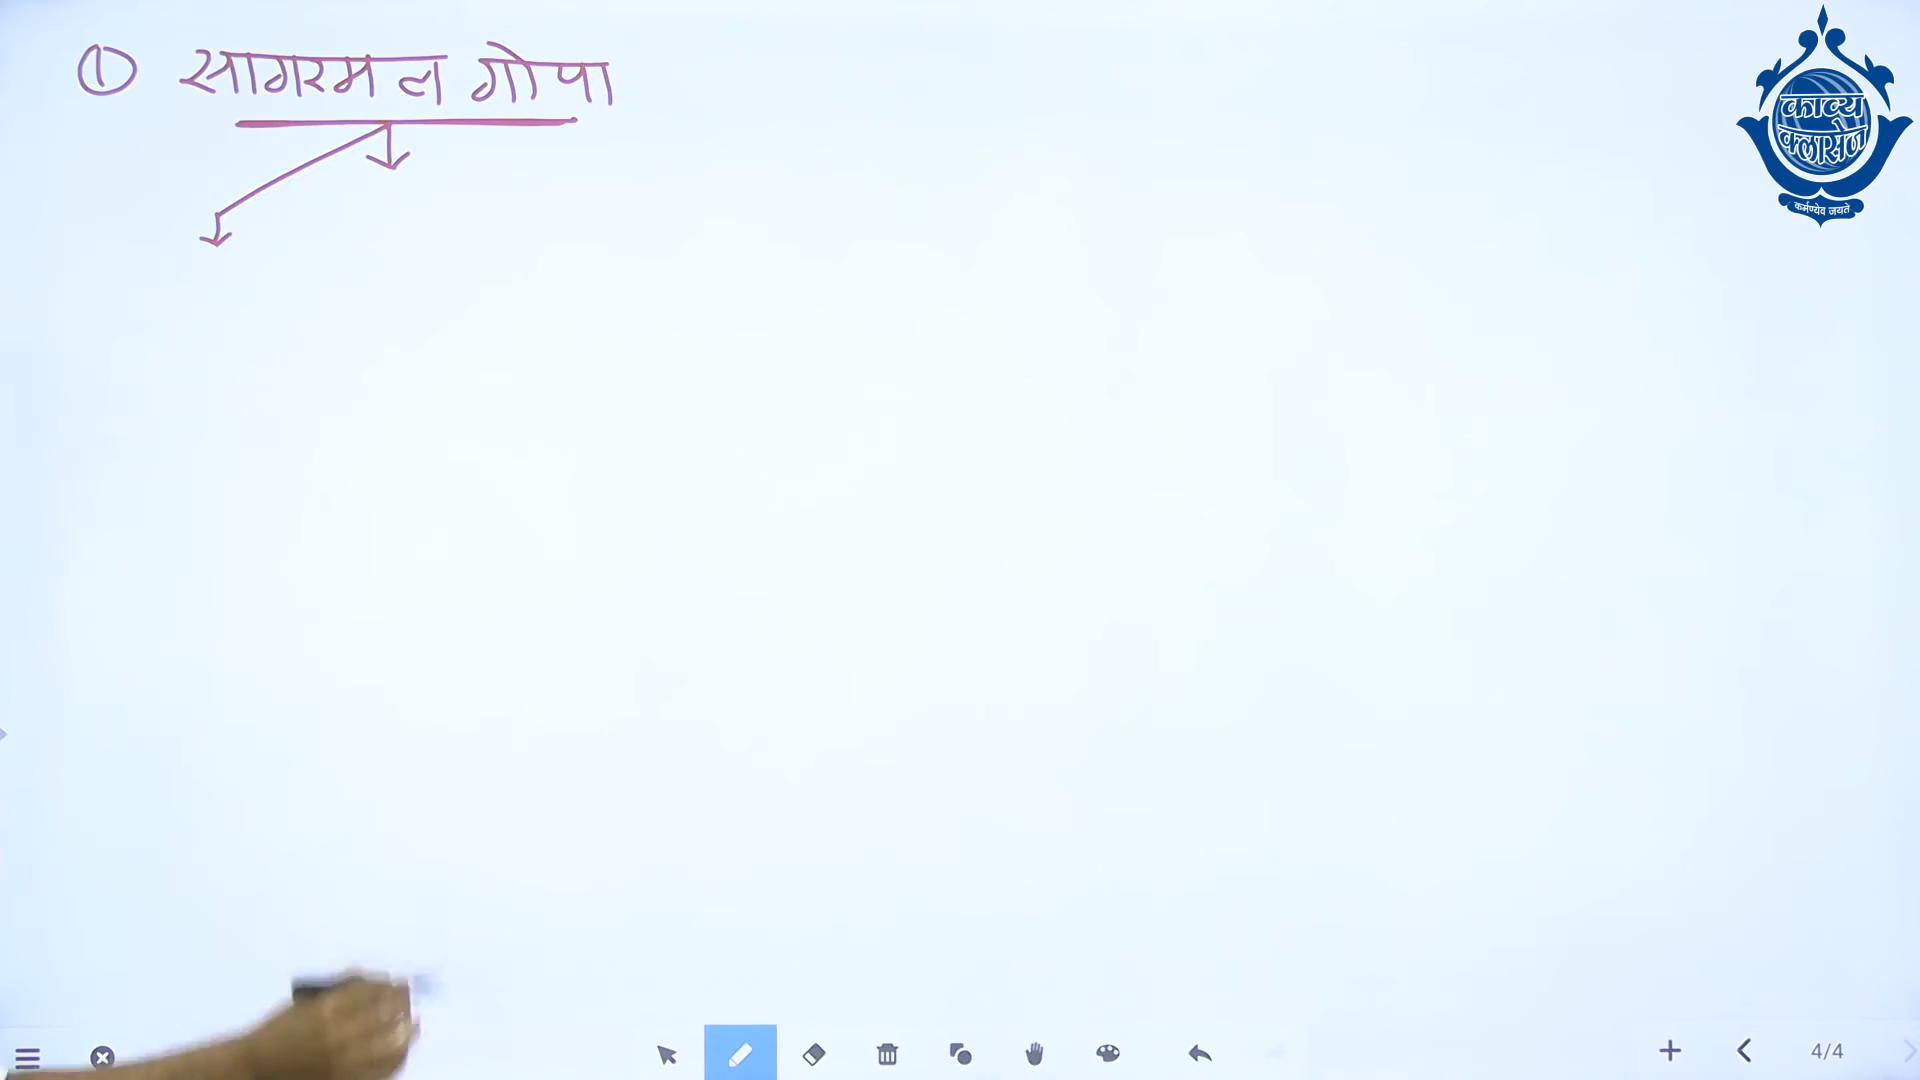 ① सागरमल गोपा
काव्य
क्लासेज
कर्मण्येव जयते
4/4